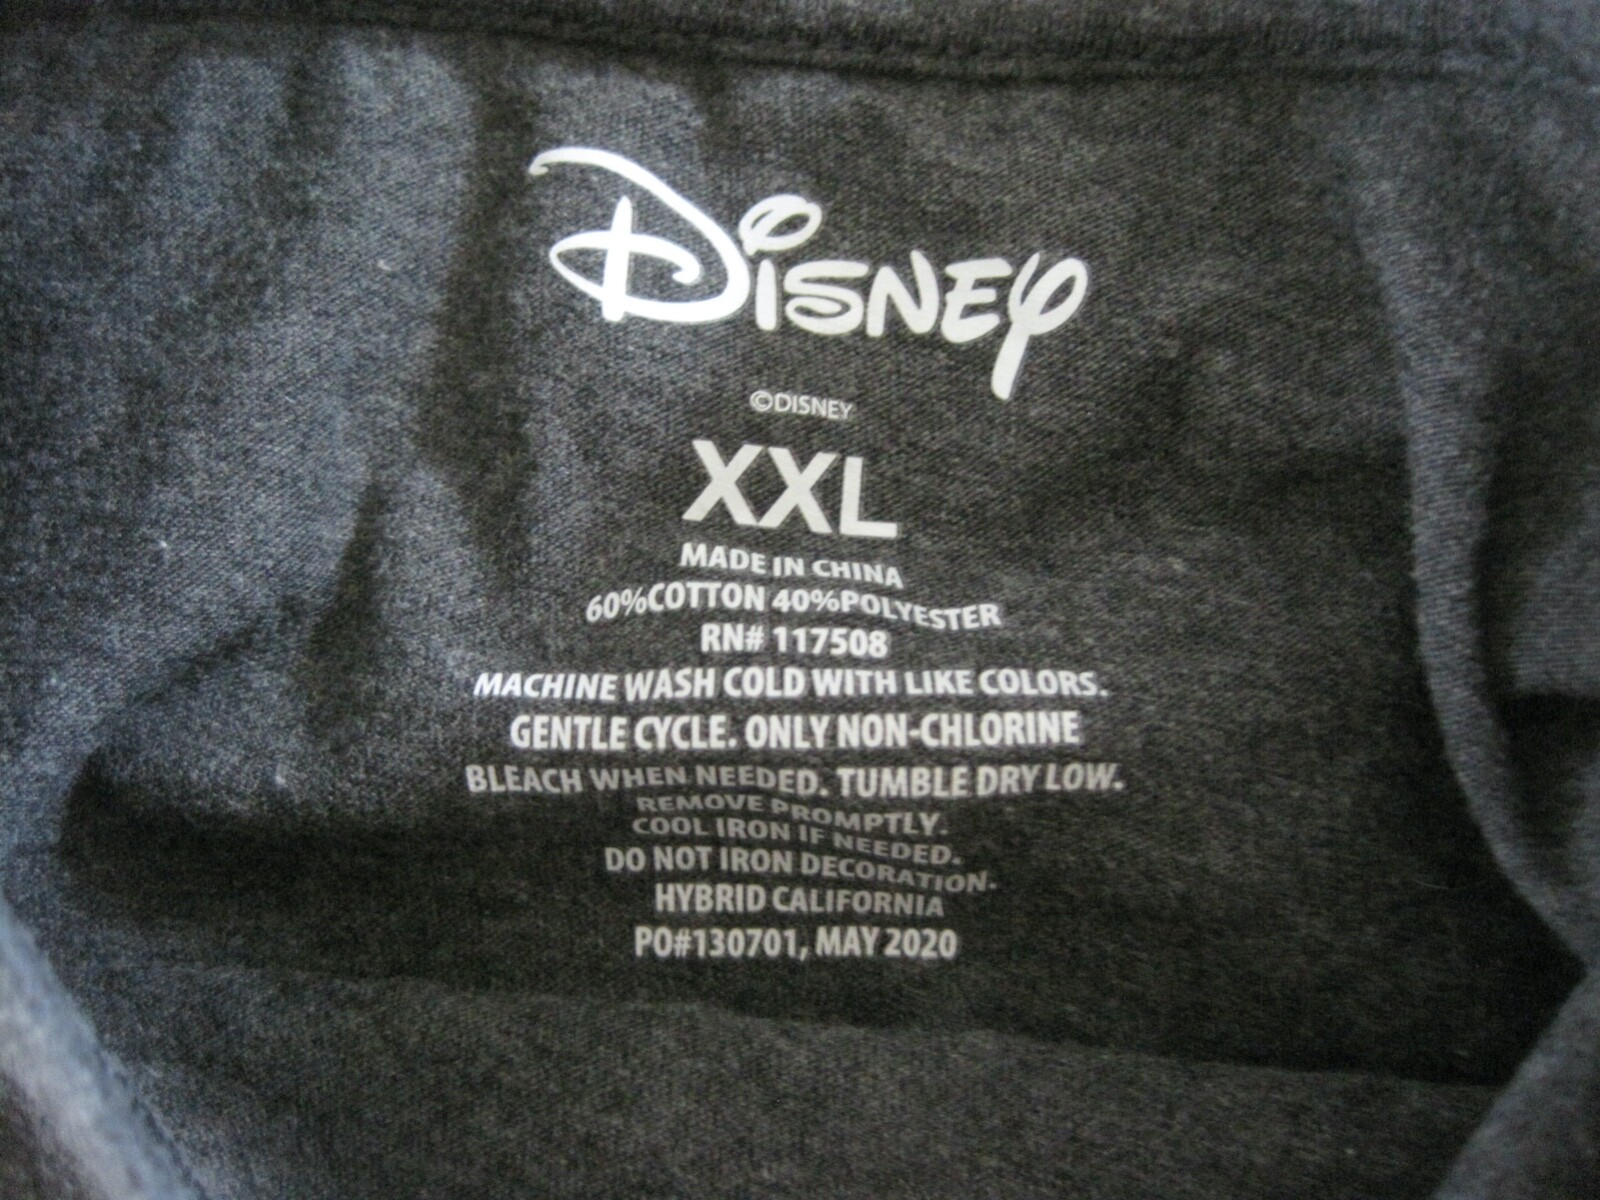 Disney
©DISNEY
XXL
MADE IN CHINA
60%COTTON 40%POLYESTER
RN# 117508
MACHINE WASH COLD WITH LIKE COLORS.
GENTLE CYCLE. ONLY NON-CHLORINE
BLEACH WHEN NEEDED. TUMBLE DRY LOW.
REMOVE PROMPTLY.
COOL IRON IF NEEDED.
DO NOT IRON DECORATION.
HYBRID CALIFORNIA
PO#130701, MAY 2020